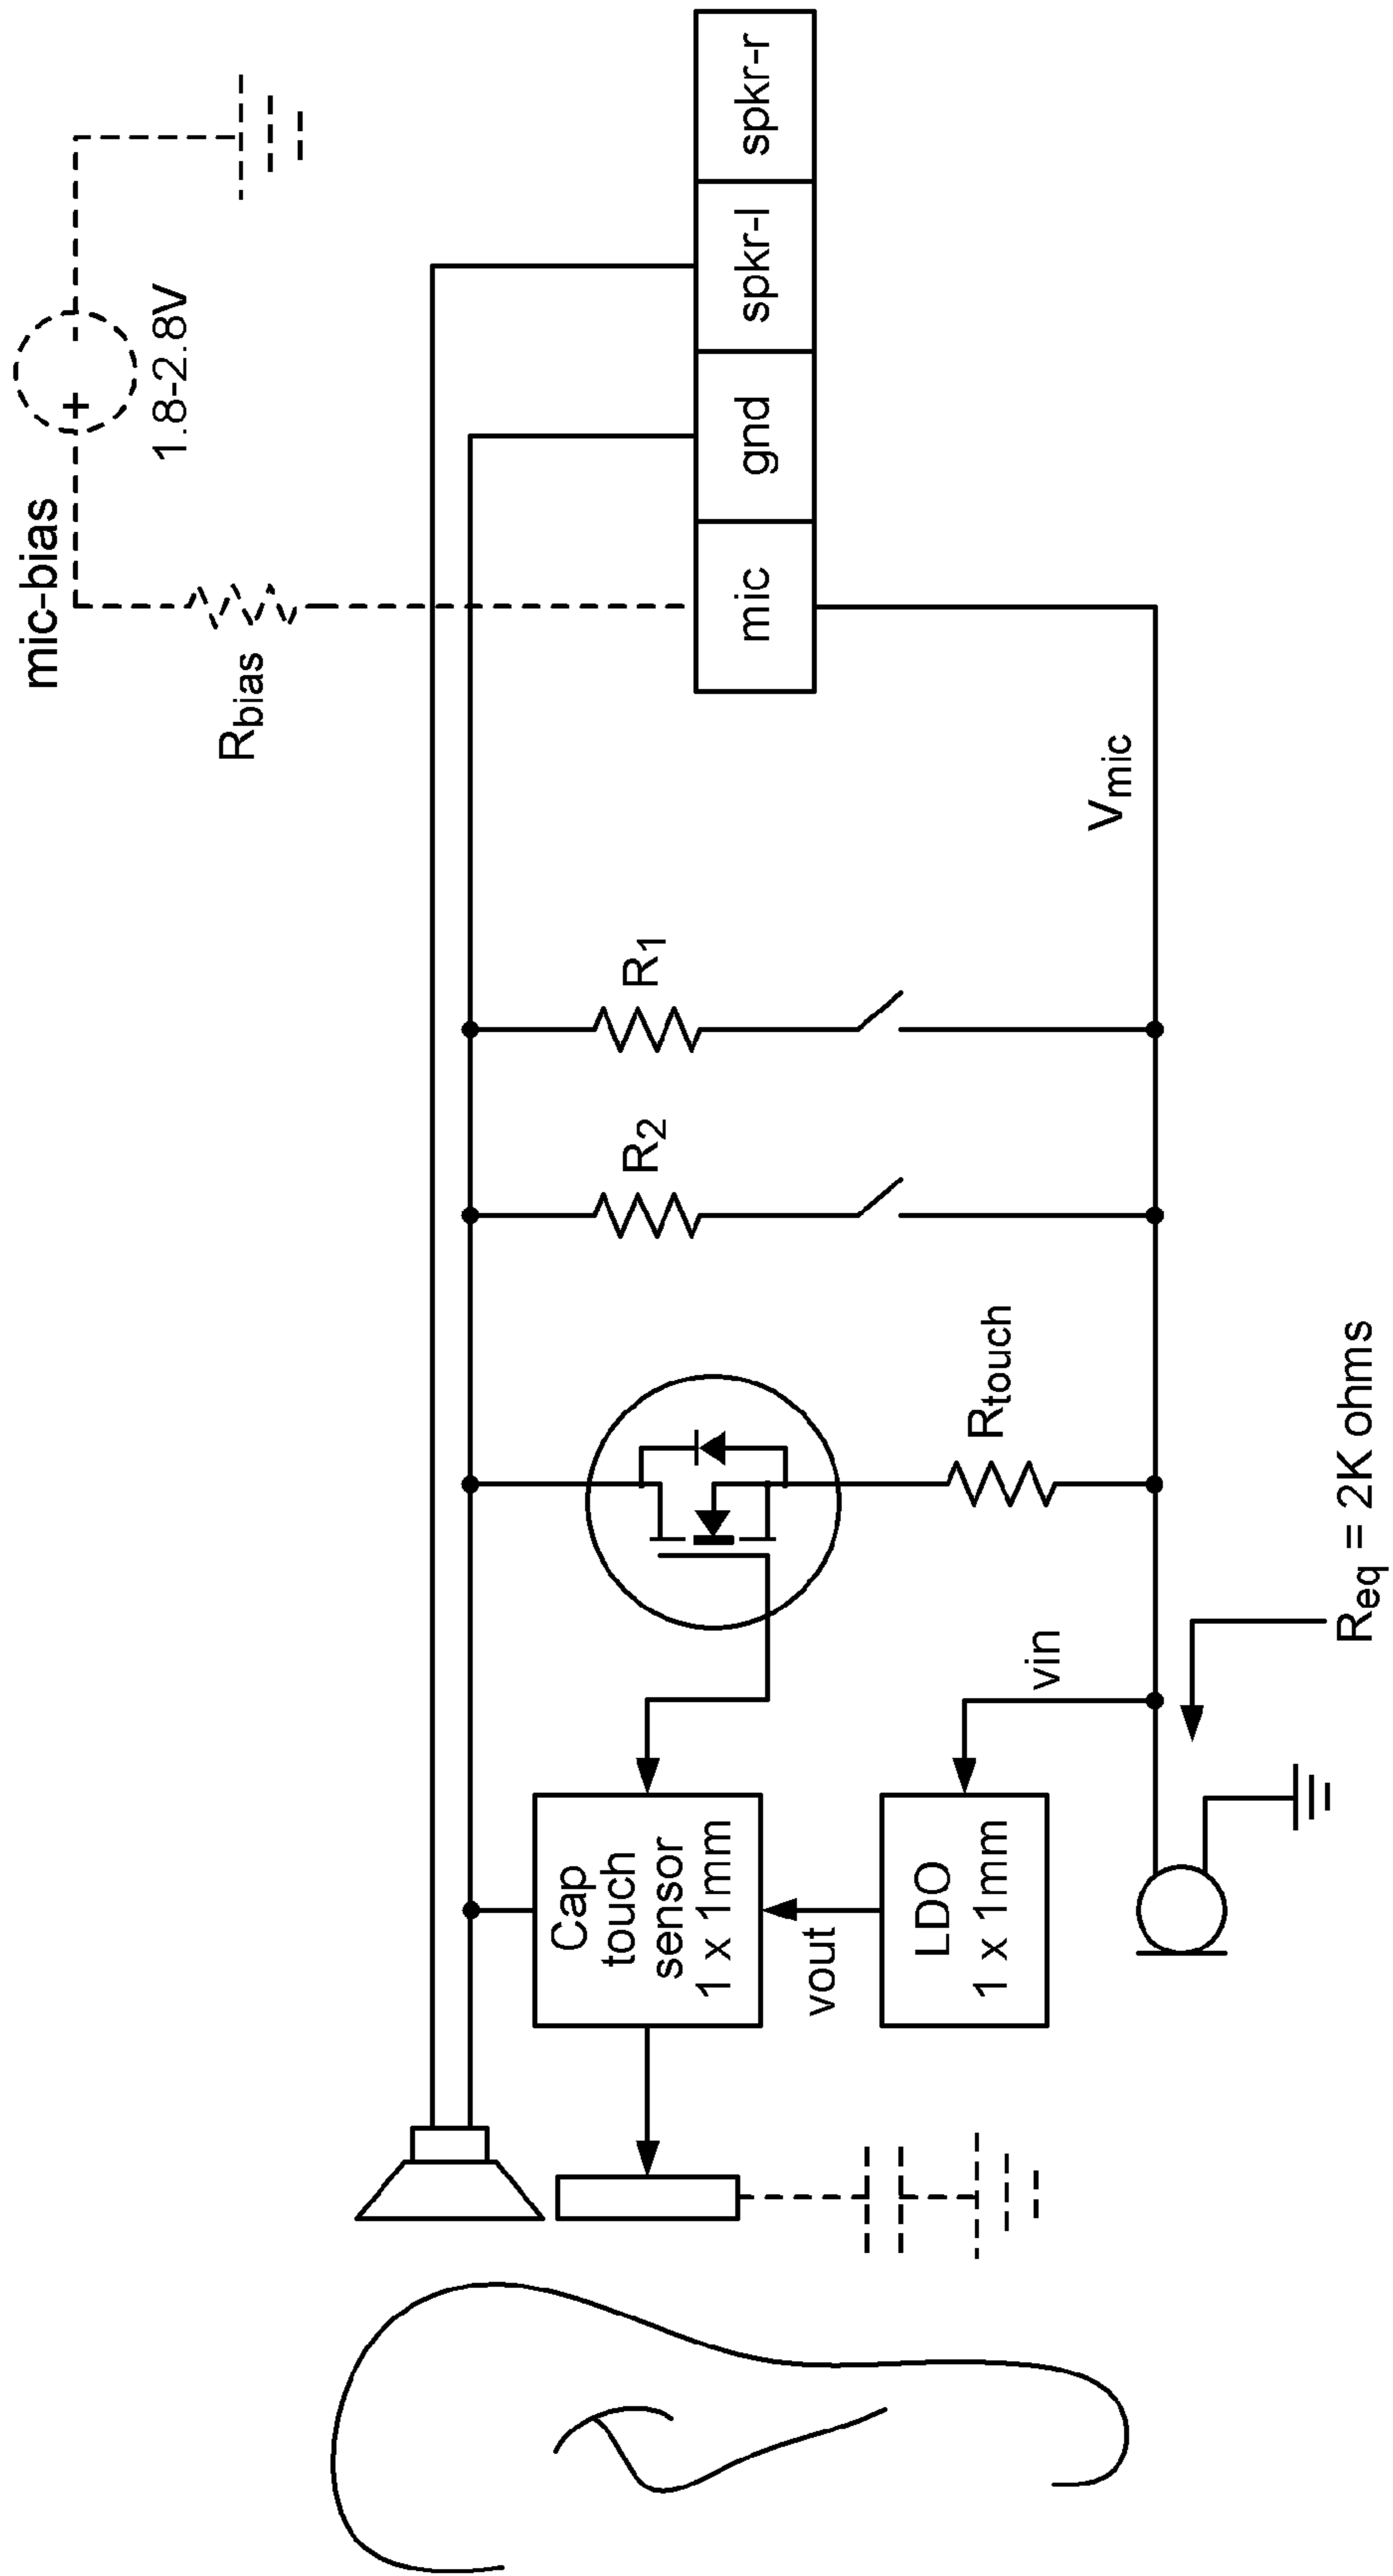 mic-bias
1.8-2.8V
Rbias
mic
gnd
spkr-l
spkr-r
R1
R2
Rtouch
Vmic
Cap
touch
sensor
1 x 1mm
vout
LDO
1 x 1mm
vin
Req = 2K ohms